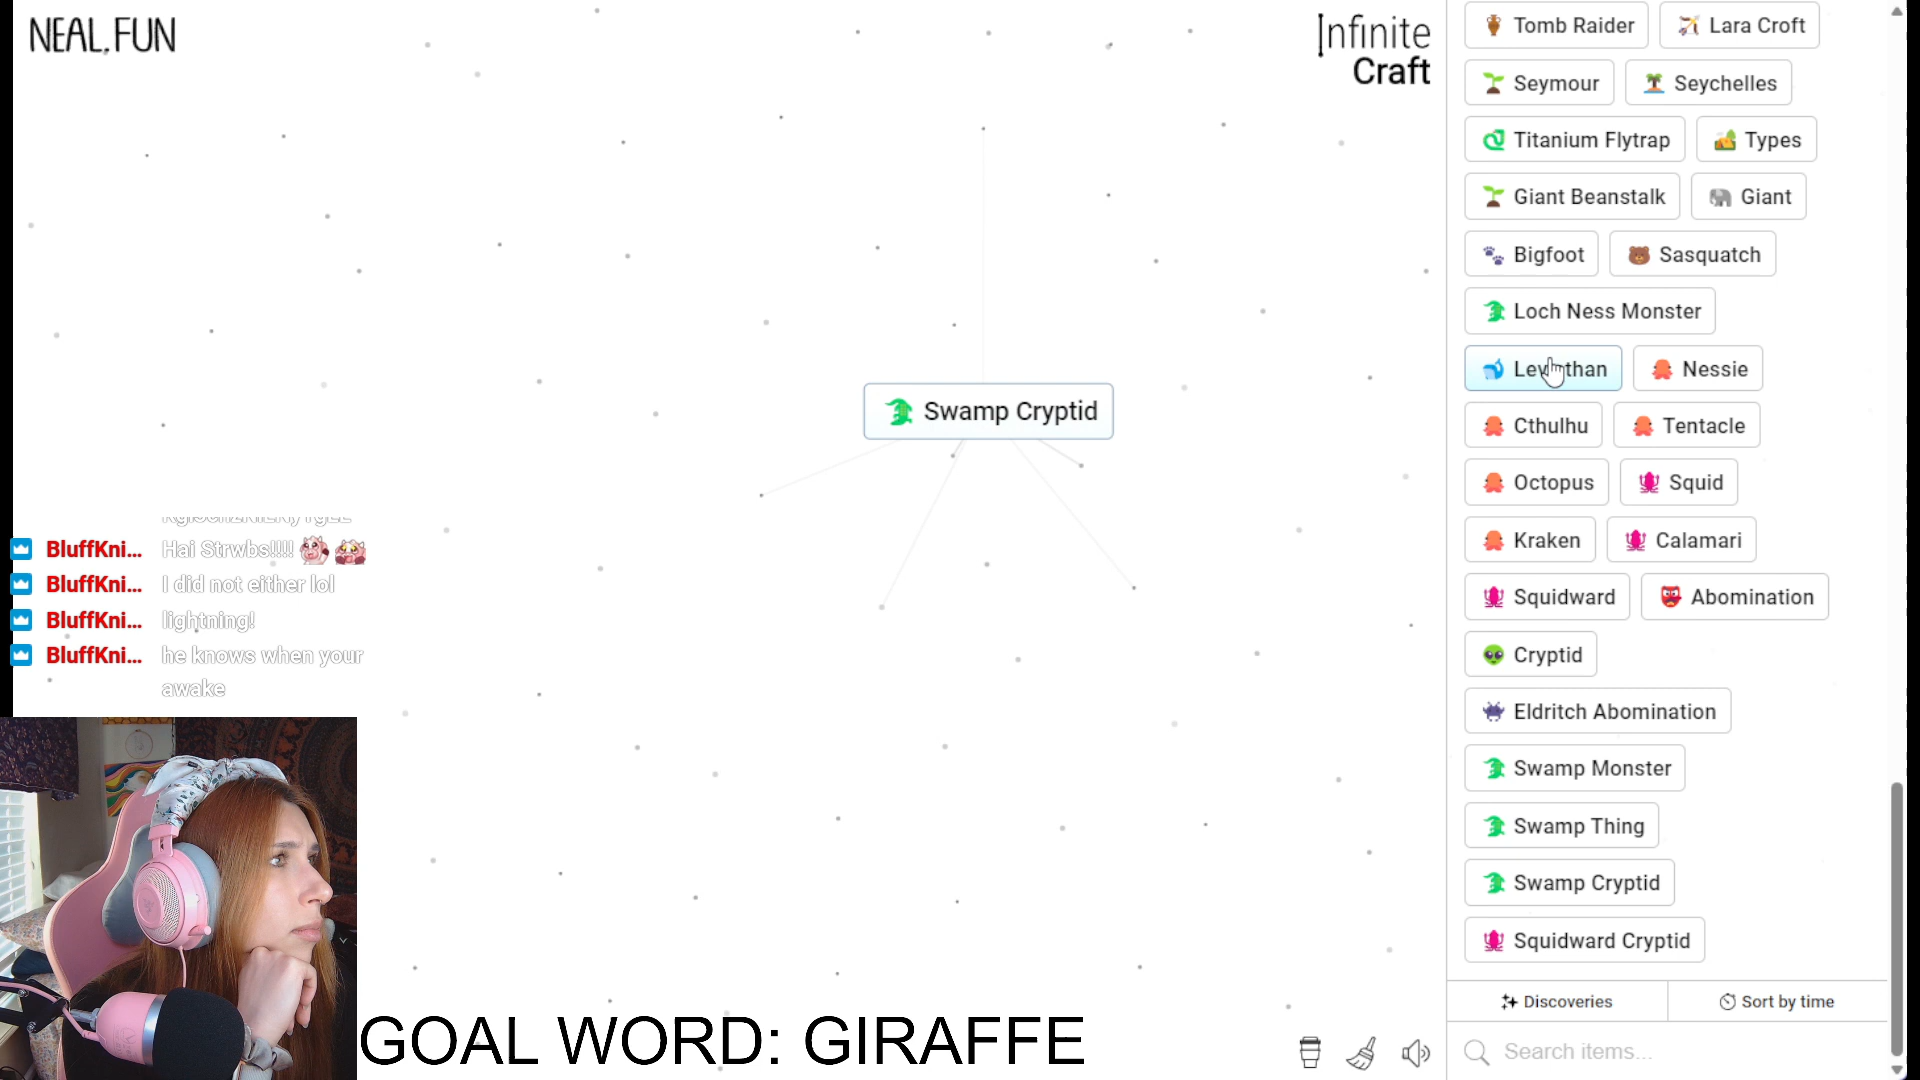 NEAL.FUN
Infinite
Craft
Tomb Raider
Lara Croft
Seymour
Seychelles
Titanium Flytrap
Types
Giant Beanstalk
Giant
Bigfoot
Sasquatch
Loch Ness Monster
Nessie
Cthulhu
Tentacle
Octopus
Squid
Kraken
Calamari
Squidward
Abomination
Cryptid
Eldritch Abomination
Swamp Monster
Swamp Thing
Swamp Cryptid
Squidward Cryptid
Swamp Cryptid
BluffKni... Hai Strwbs!!!!
BluffKni... I did not either lol
BluffKni... lightning!
BluffKni... he knows when your
awake
GOAL WORD: GIRAFFE
Discoveries
Sort by time
Search items...